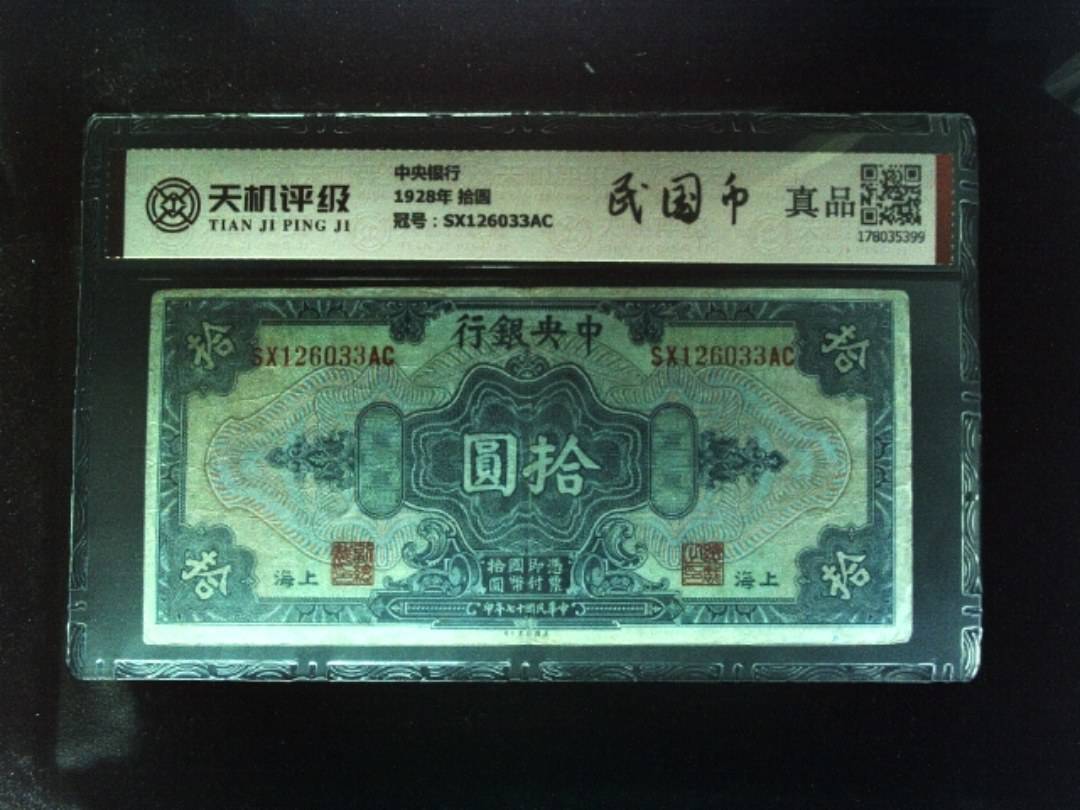 天机评级
TIAN JI PING JI
中央银行
1928年 拾圆
冠号：SX126033AC
民国币
真品
178035399
中央銀行
拾
拾
SX126033AC
SX126033AC
拾圓
上海
上海
憑票
即付
國幣
拾圓
中華民國十七年印
拾
拾